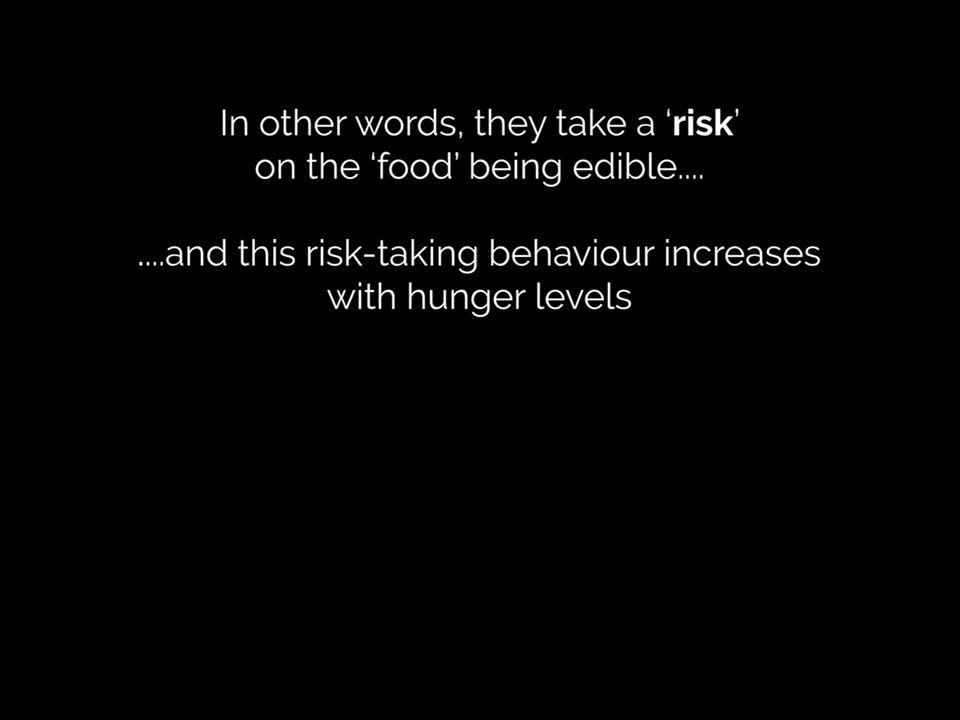 In other words, they take a ‘risk’
on the ‘food’ being edible....
....and this risk-taking behaviour increases
with hunger levels